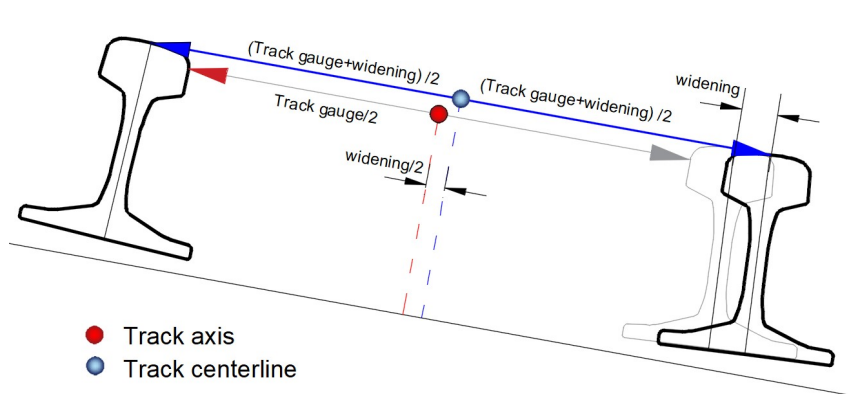 (Track gauge+widening) /2
(Track gauge+widening) /2
widening
Track gauge/2
widening/2
Track axis
Track centerline